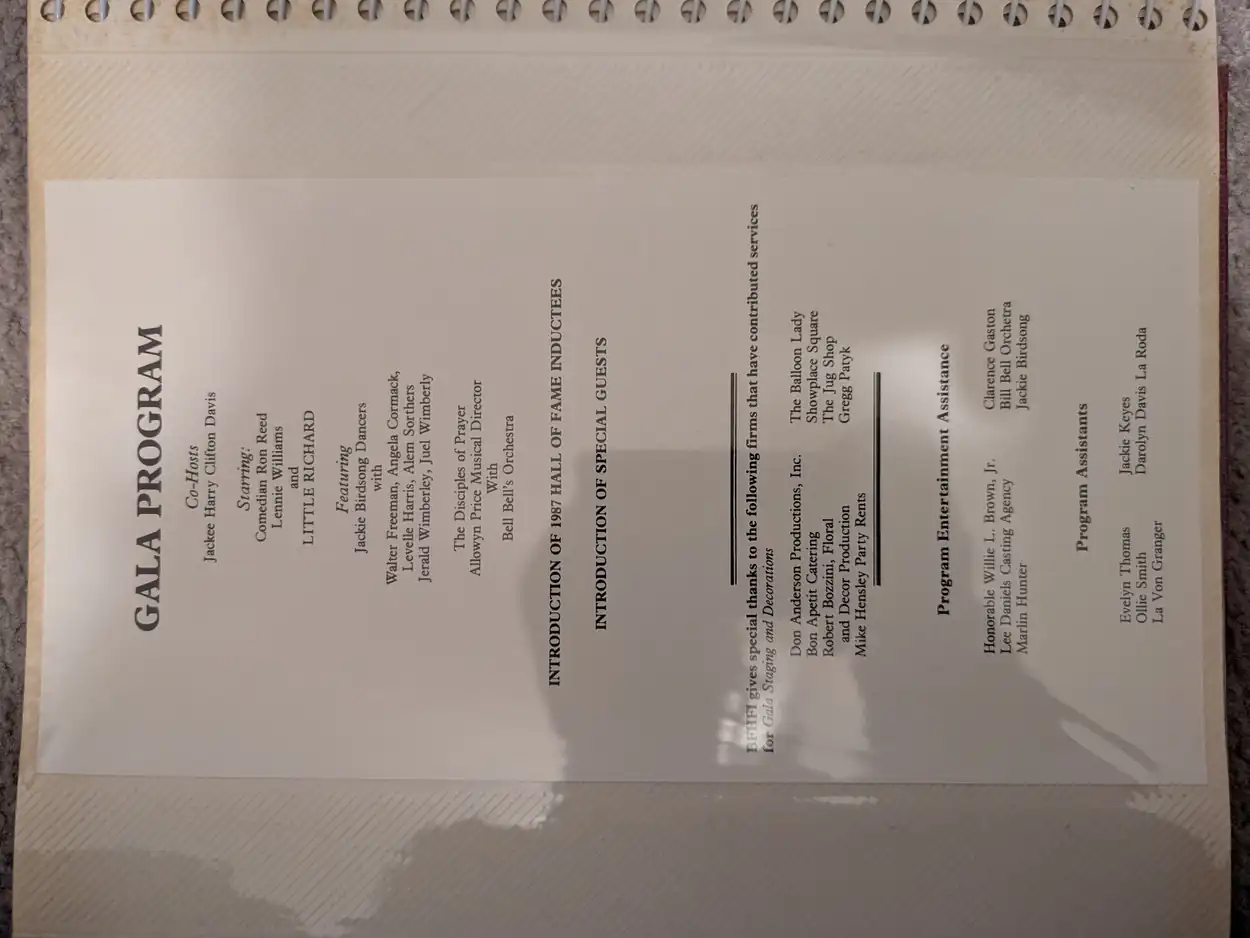 GALA PROGRAM
Co-Hosts
Jackee Harry Clifton Davis
Starring:
Comedian Ron Reed
Lennie Williams
and
LITTLE RICHARD
Featuring
Jackie Birdsong Dancers
with
Walter Freeman, Angela Cormack,
Levelle Harris, Alem Sorthers
Jerald Wimberley, Juel Wimberly
The Disciples of Prayer
Allowyn Price Musical Director
With
Bell Bell's Orchestra
INTRODUCTION OF 1987 HALL OF FAME INDUCTEES
INTRODUCTION OF SPECIAL GUESTS
gives special thanks to the following firms that have contributed services
for Gala Staging and Decorations
Don Anderson Productions, Inc.
Bon Apetit Catering
Robert Bozzini, Floral
and Decor Production
Mike Hensley Party Rents
The Balloon Lady
Showplace Square
The Jug Shop
Gregg Patyk
Program Entertainment Assistance
Honorable Willie L. Brown, Jr.
Lee Daniels Casting Agency
Marlin Hunter
Clarence Gaston
Bill Bell Orchetra
Jackie Birdsong
Program Assistants
Evelyn Thomas
Ollie Smith
La Von Granger
Jackie Keyes
Darolyn Davis La Roda